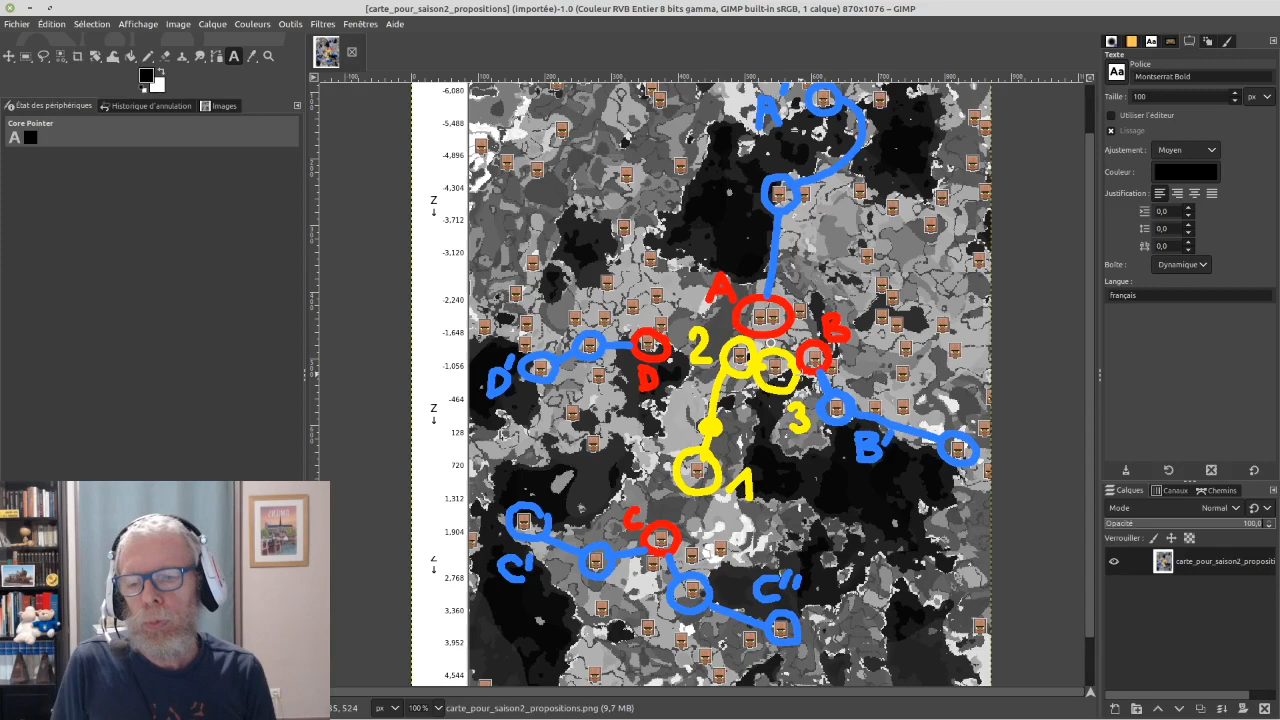 [carte_pour_saison2_propositions] (importée)-1.0 (Couleur RVB Entier 8 bits gamma, GIMP built-in sRGB, 1 calque) 870x1076 – GIMP
Fichier Édition Sélection Affichage Image Calque Couleurs Outils Filtres Fenêtres Aide
État des périphériques Historique d'annulation Images
Core Pointer
A
Texte
Aa
Police
Montserrat Bold
Taille : 100 px
Utiliser l'éditeur
Lissage
Ajustement : Moyen
Couleur :
Justification :
0,0
0,0
0,0
Boîte : Dynamique
Langue :
français
-6,080
-5,488
-4,896
-4,304
-3,712
-3,120
-2,240
-1,648
-1,056
-464
128
720
1,312
1,904
2,768
3,360
3,952
4,544
Z
↓
Z
↓
Z
↓
A'
A
B
2
D
D'
3
B'
1
C
C'
C''
Calques Canaux Chemins
Mode Normal
Opacité 100,0
Verrouiller :
carte_pour_saison2_propositi
35, 524 px 100 % carte_pour_saison2_propositions.png (9,7 MB)